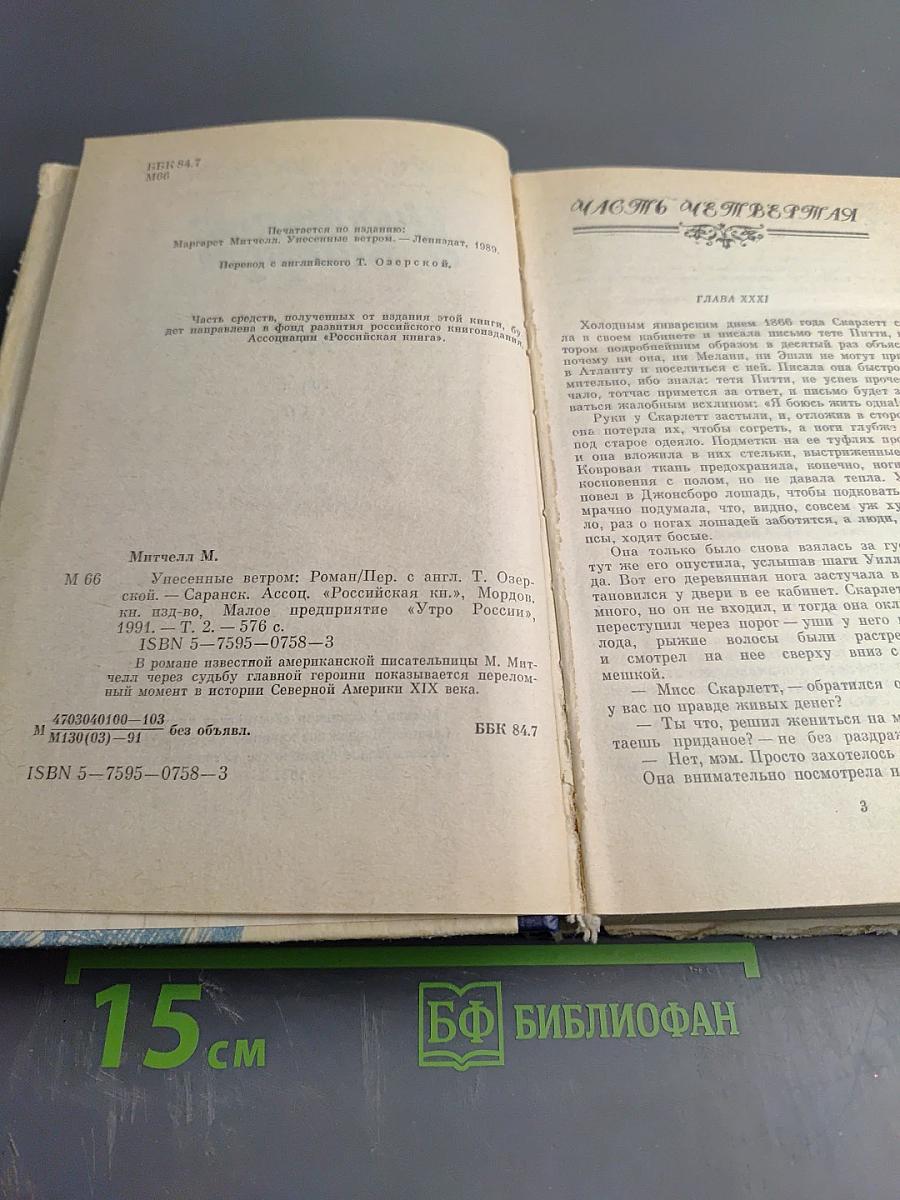 ББК 84.7
М66
Печатается по изданию:
Маргарет Митчелл. Унесенные ветром. — Лениздат, 1989.
Перевод с английского Т. Озерской.
Часть средств, полученных от издания этой книги, бу-
дет направлена в фонд развития российского книгоиздания
Ассоциации «Российская книга».
Митчелл М.
М 66 Унесенные ветром: Роман/Пер. с англ. Т. Озер-
ской. — Саранск. Ассоц. «Российская кн.», Мордов.
кн. изд-во, Малое предприятие «Утро России»,
1991. — Т. 2. — 576 с.
ISBN 5—7595—0758—3
В романе известной американской писательницы М. Мит-
челл через судьбу главной героини показывается перелом-
ный момент в истории Северной Америки XIX века.
М 4703040100—103
М130(03)—91 без объявл.
ББК 84.7
ISBN 5—7595—0758—3
ЧАСТЬ ЧЕТВЕРТАЯ
ГЛАВА XXXI
Холодным январским днем 1866 года Скарлетт с
ла в своем кабинете и писала письмо тете Питти,
тором подробнейшим образом в десятый раз объяс
почему ни она, ни Мелани, ни Эшли не могут при
в Атланту и поселиться с ней. Писала она быстро
мительно, ибо знала: тетя Питти, не успев проче
чало, тотчас примется за ответ, и письмо будет з
ваться жалобным всхлипом: «Я боюсь жить одна!
Руки у Скарлетт застыли, и, отложив в сторо
она потерла их, чтобы согреть, а ноги глубже
под старое одеяло. Подметки на ее туфлях про
и она вложила в них стельки, выстриженные
Ковровая ткань предохраняла, конечно, ноги
косновения с полом, но не давала тепла. У
повел в Джонсборо лошадь, чтобы подковать
мрачно подумала, что, видно, совсем уж ху
ло, раз о ногах лошадей заботятся, а люди,
псы, ходят босые.
Она только было снова взялась за гу
тут же его опустила, услышав шаги Уилл
да. Вот его деревянная нога застучала в
тановился у двери в ее кабинет. Скарлет
много, но он не входил, и тогда она окл
переступил через порог — уши у него
лода, рыжие волосы были растре
и смотрел на нее сверху вниз с
мешкой.
— Мисс Скарлетт, — обратился о
у вас по правде живых денег?
— Ты что, решил жениться на м
таешь приданое? — не без раздраж
— Нет, мэм. Просто захотелось
Она внимательно посмотрела н
3
15 см
БФ БИБЛИОФАН